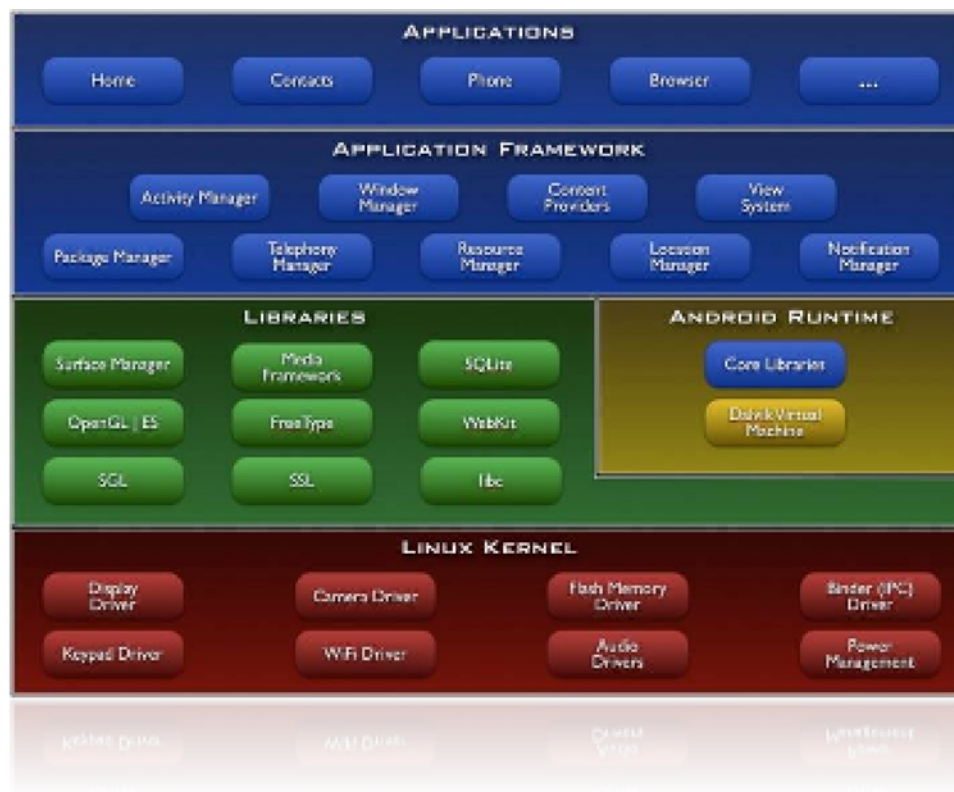 APPLICATIONS
Home
Contacts
Phone
Browser
...
APPLICATION FRAMEWORK
Activity Manager
Window
Manager
Content
Providers
View
System
Package Manager
Telephony
Manager
Resource
Manager
Location
Manager
Notification
Manager
LIBRARIES
Surface Manager
Media
Framework
SQLite
OpenGL | ES
FreeType
WebKit
SGL
SSL
libc
ANDROID RUNTIME
Core Libraries
Dalvik Virtual
Machine
LINUX KERNEL
Display
Driver
Camera Driver
Flash Memory
Driver
Binder (IPC)
Driver
Keypad Driver
WiFi Driver
Audio
Drivers
Power
Management